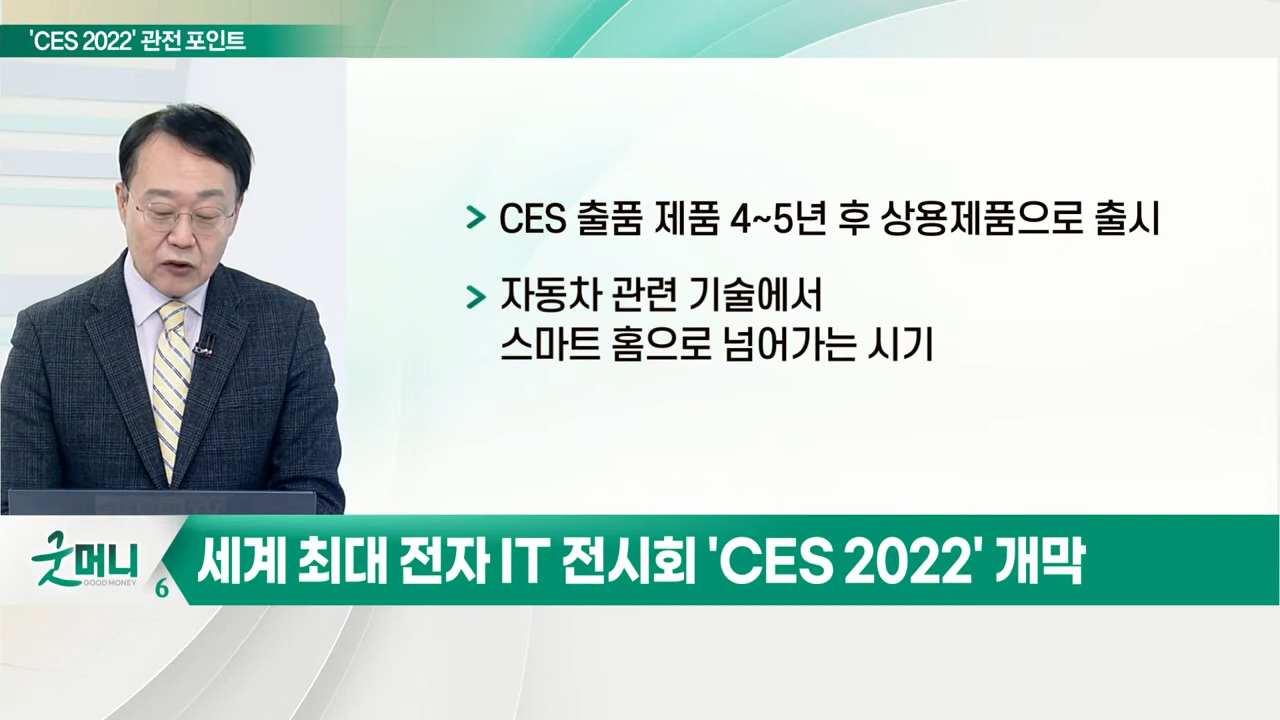 'CES 2022' 관전 포인트
> CES 출품 제품 4~5년 후 상용제품으로 출시
> 자동차 관련 기술에서
스마트 홈으로 넘어가는 시기
굿머니
GOOD MONEY
6
세계 최대 전자 IT 전시회 'CES 2022' 개막